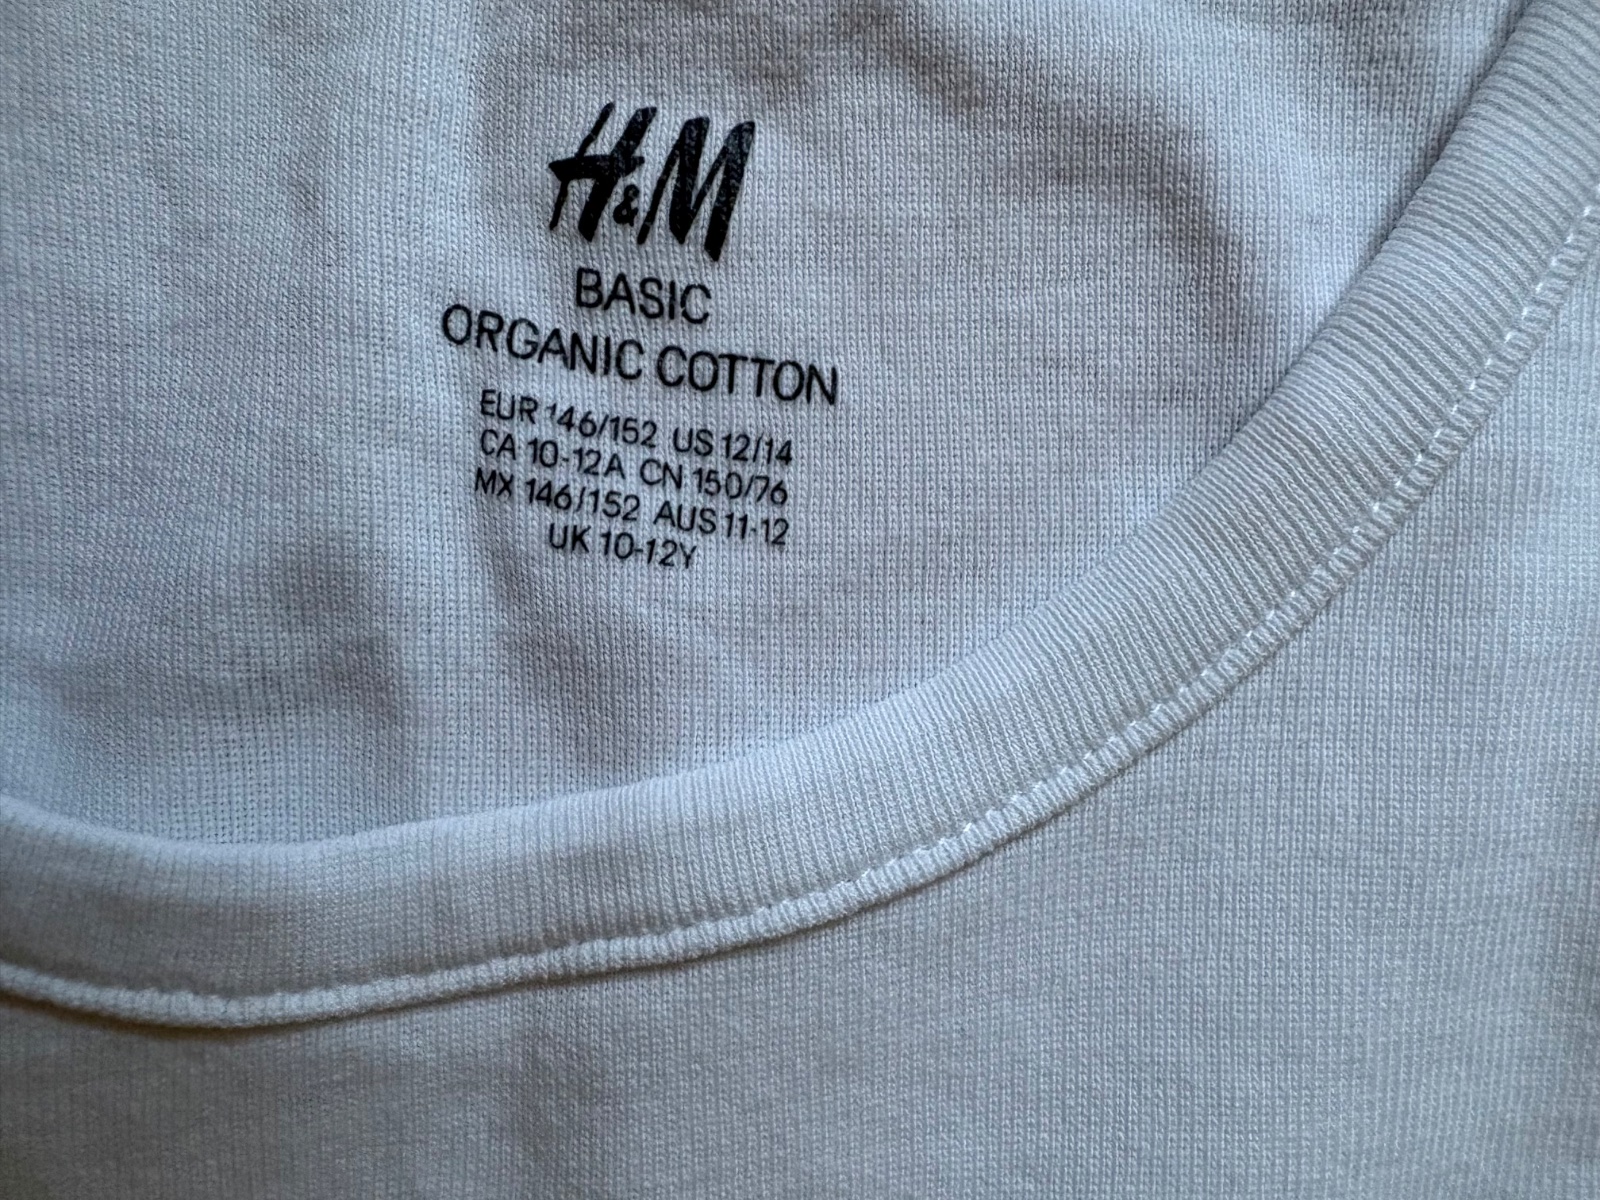 H&M
BASIC
ORGANIC COTTON
EUR 146/152 US 12/14
CA 10-12A CN 150/76
MX 146/152 AUS 11-12
UK 10-12Y